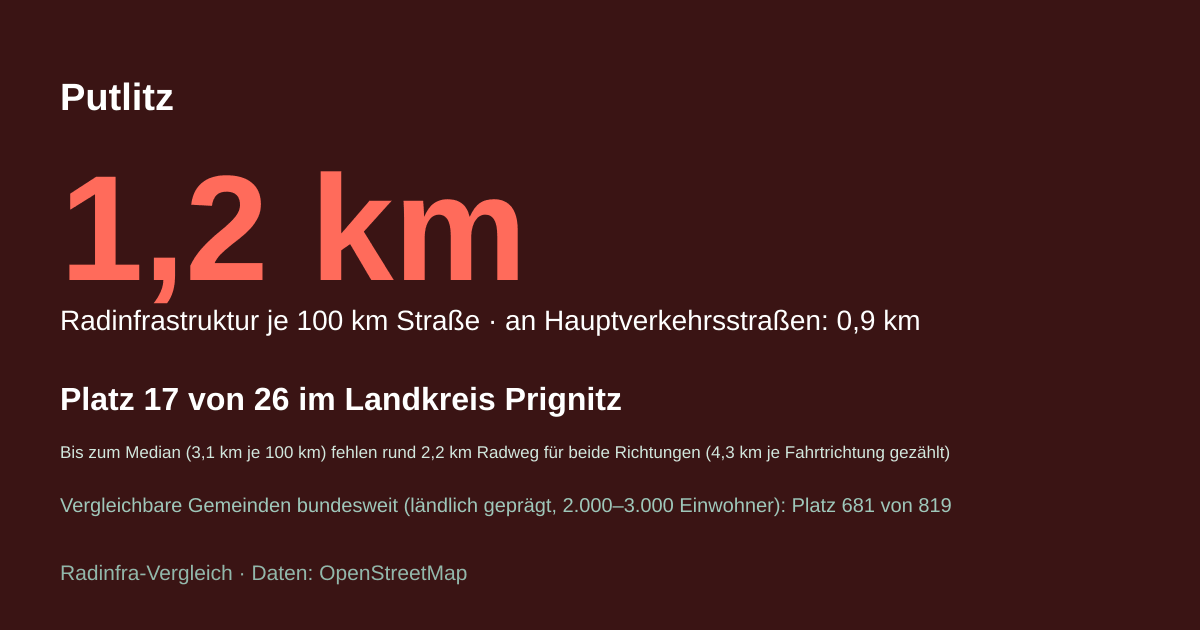 Putlitz
1,2 km
Radinfrastruktur je 100 km Straße · an Hauptverkehrsstraßen: 0,9 km
Platz 17 von 26 im Landkreis Prignitz
Bis zum Median (3,1 km je 100 km) fehlen rund 2,2 km Radweg für beide Richtungen (4,3 km je Fahrtrichtung gezählt)
Vergleichbare Gemeinden bundesweit (ländlich geprägt, 2.000–3.000 Einwohner): Platz 681 von 819
Radinfra-Vergleich · Daten: OpenStreetMap